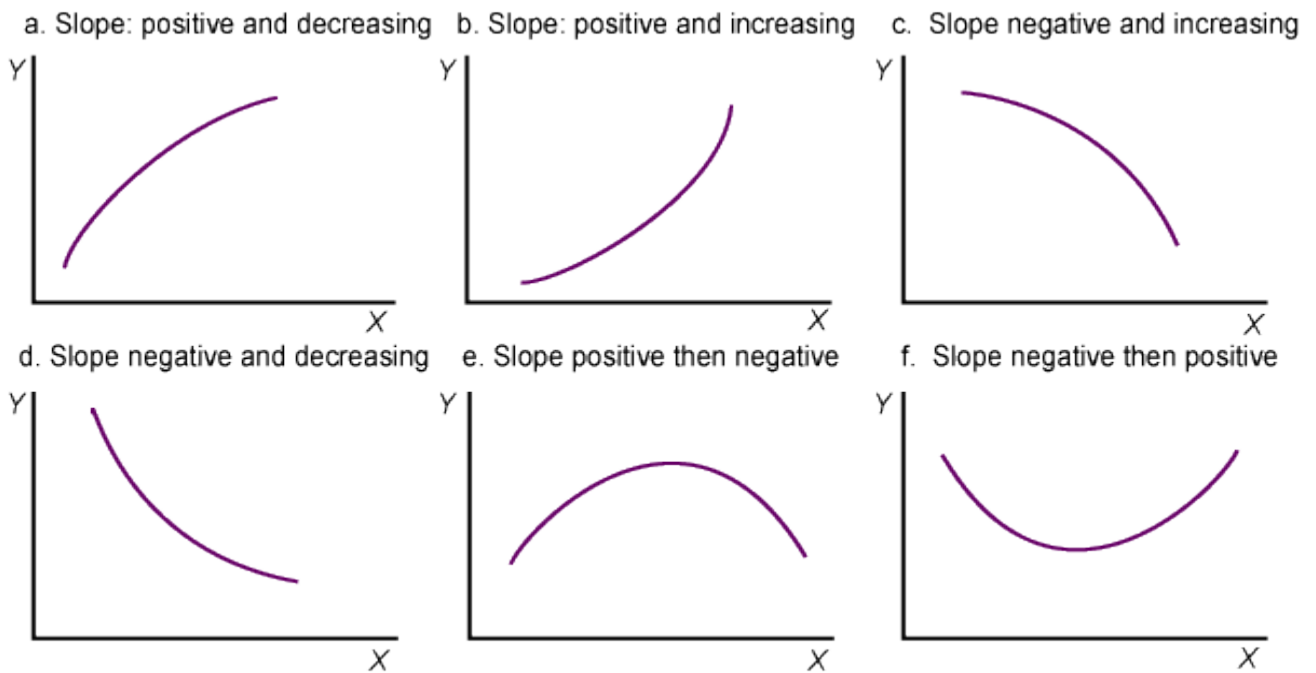 a. Slope: positive and decreasing
b. Slope: positive and increasing
c. Slope negative and increasing
Y
X
Y
X
Y
X
d. Slope negative and decreasing
e. Slope positive then negative
f. Slope negative then positive
Y
X
Y
X
Y
X